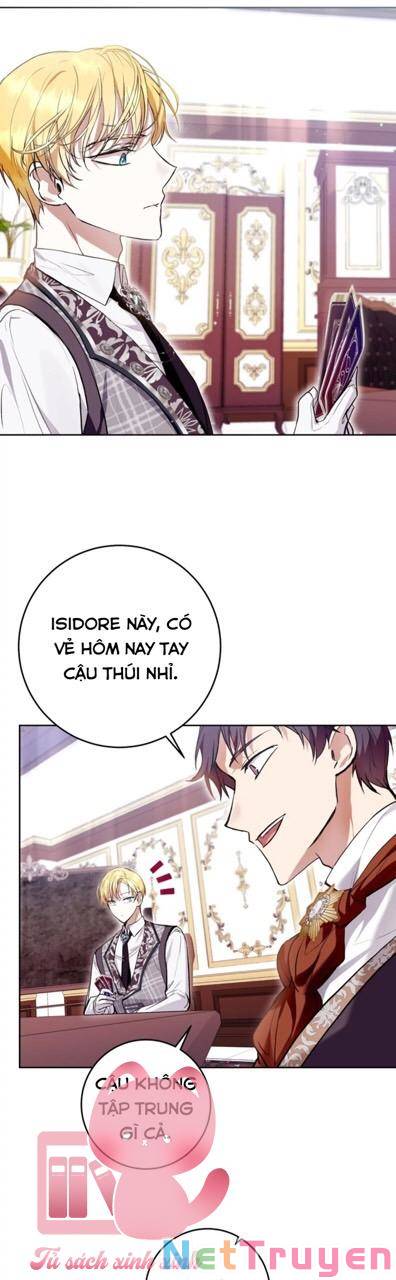 ISIDORE NÀY, CÓ
VẺ HÔM NAY TAY
CẬU THÚI NHỈ.
CẬU KHÔNG
TẬP TRUNG
GÌ CẢ.
Tủ sách xinh xinh
NetTruyen